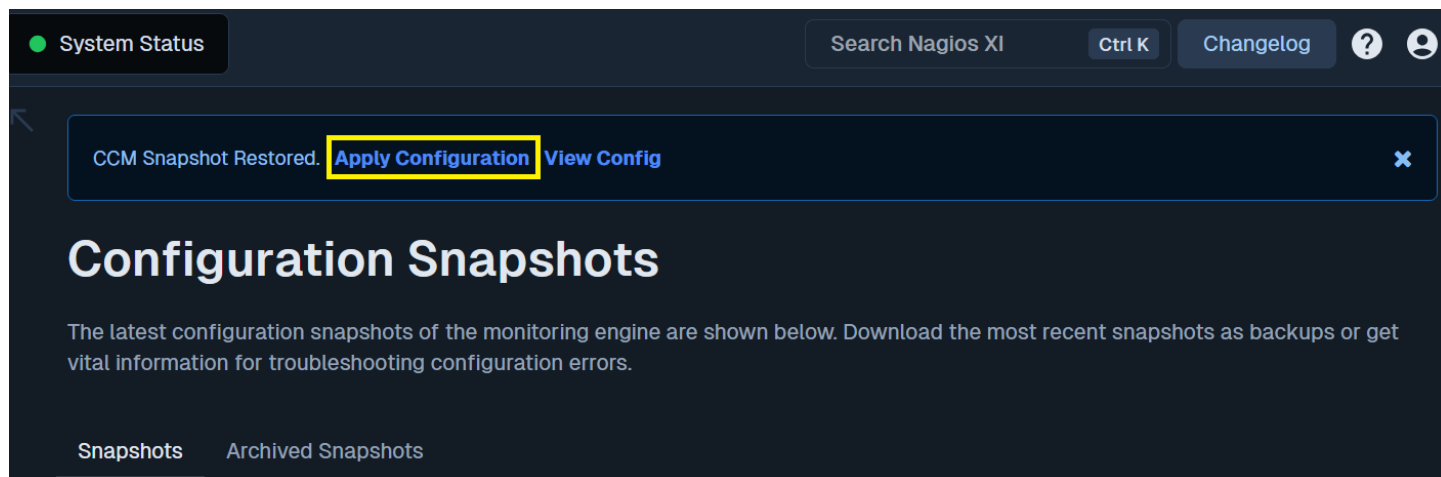 System Status
Search Nagios XI Ctrl K Changelog
CCM Snapshot Restored. Apply Configuration View Config
Configuration Snapshots
The latest configuration snapshots of the monitoring engine are shown below. Download the most recent snapshots as backups or get
vital information for troubleshooting configuration errors.
Snapshots Archived Snapshots